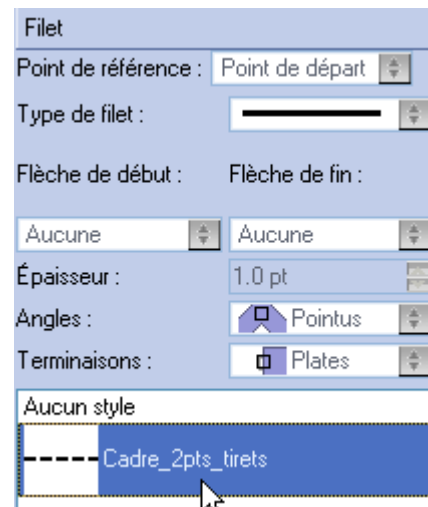 Filet
Point de référence : Point de départ
Type de filet :
Flèche de début : Flèche de fin :
Aucune Aucune
Épaisseur : 1.0 pt
Angles : Pointus
Terminaisons : Plates
Aucun style
Cadre_2pts_tirets